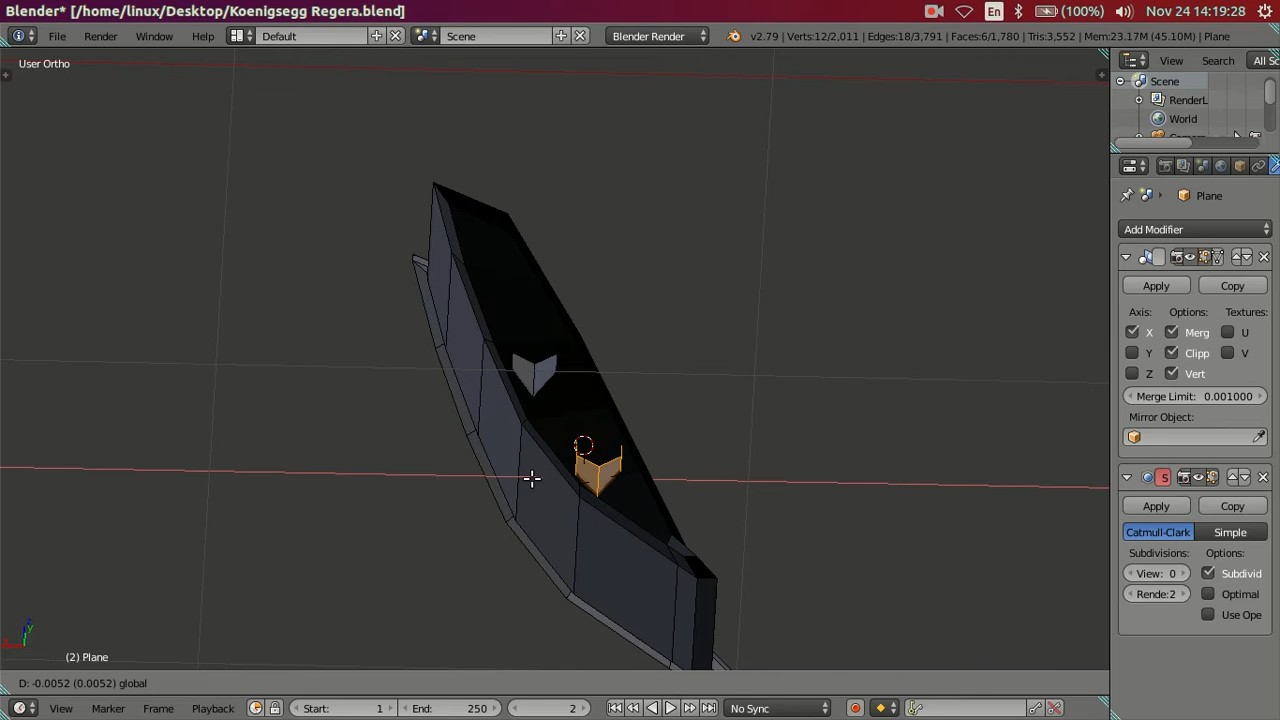 Blender* [/home/linux/Desktop/Koenigsegg Regera.blend]
En
(100%)
Nov 24 14:19:28
File
Render
Window
Help
Default
Scene
Blender Render
v2.79 | Verts:12/2,011 | Edges:18/3,791 | Faces:6/1,780 | Tris:3,552 | Mem:23.17M (45.10M) | Plane
User Ortho
View
Search
All Sc
Scene
RenderL
World
Plane
Add Modifier
Apply
Copy
Axis:
Options:
Textures:
X
Merg
U
Y
Clipp
V
Z
Vert
Merge Limit: 0.001000
Mirror Object:
S
Apply
Copy
Catmull-Clark
Simple
Subdivisions:
Options:
View: 0
Subdivid
Rende:2
Optimal
Use Ope
(2) Plane
D: -0.0052 (0.0052) global
View
Marker
Frame
Playback
Start:
1
End:
250
2
No Sync